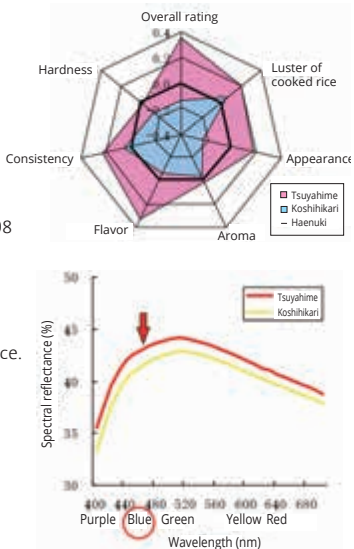 Overall rating
0.4
Hardness
Luster of
cooked rice
Consistency
Appearance
Tsuyahime
Koshihikari
Haenuki
Flavor
Aroma
ce.
50
Tsuyahime
Koshihikari
45
40
35
30
Spectral reflectance (%)
400 440 480 520 560 600 640 680
Purple Blue Green Yellow Red
Wavelength (nm)